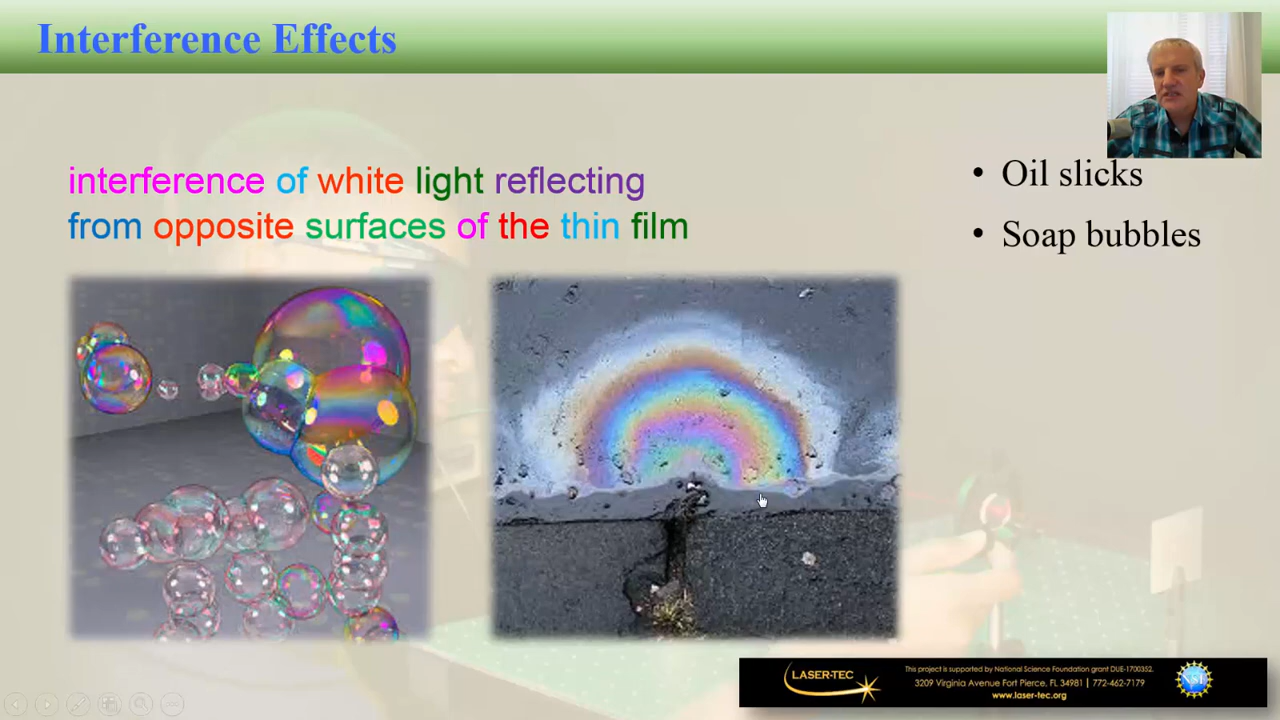 Interference Effects
interference of white light reflecting
from opposite surfaces of the thin film
• Oil slicks
• Soap bubbles
LASER-TEC
This project is supported by National Science Foundation grant DUE-1700352.
3209 Virginia Avenue Fort Pierce, FL 34981 | 772-462-7179
www.laser-tec.org
NSF